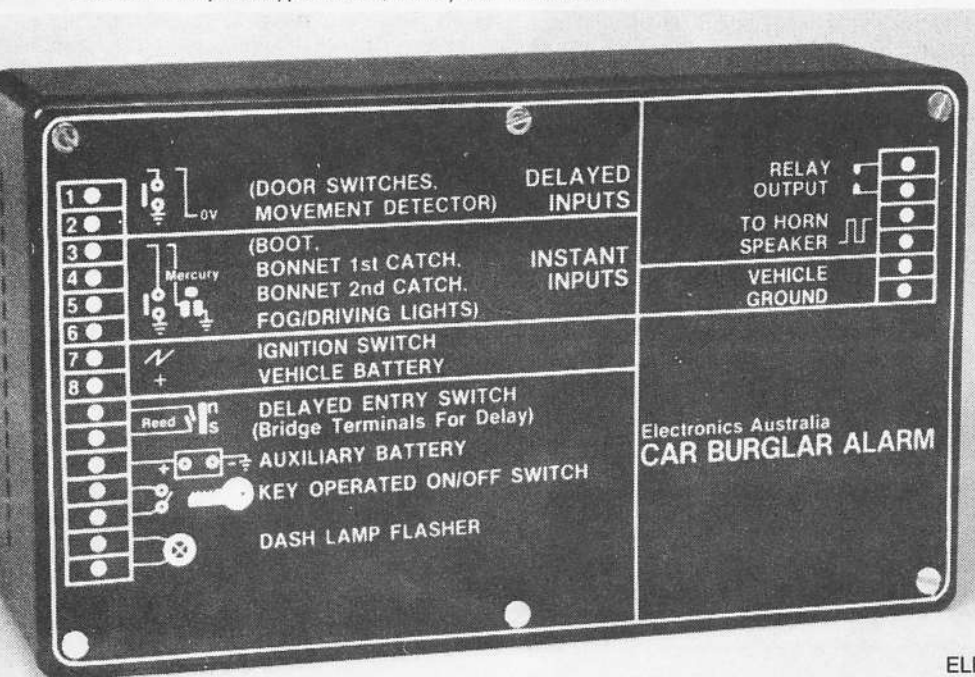 1
2
3
4
5
6
7
8
0V
(DOOR SWITCHES,
MOVEMENT DETECTOR)
DELAYED
INPUTS
Mercury
(BOOT,
BONNET 1st CATCH,
BONNET 2nd CATCH,
FOG/DRIVING LIGHTS)
INSTANT
INPUTS
IGNITION SWITCH
+ VEHICLE BATTERY
Reed
n
s
DELAYED ENTRY SWITCH
(Bridge Terminals For Delay)
+ - AUXILIARY BATTERY
KEY OPERATED ON/OFF SWITCH
DASH LAMP FLASHER
RELAY
OUTPUT
TO HORN
SPEAKER
VEHICLE
GROUND
Electronics Australia
CAR BURGLAR ALARM